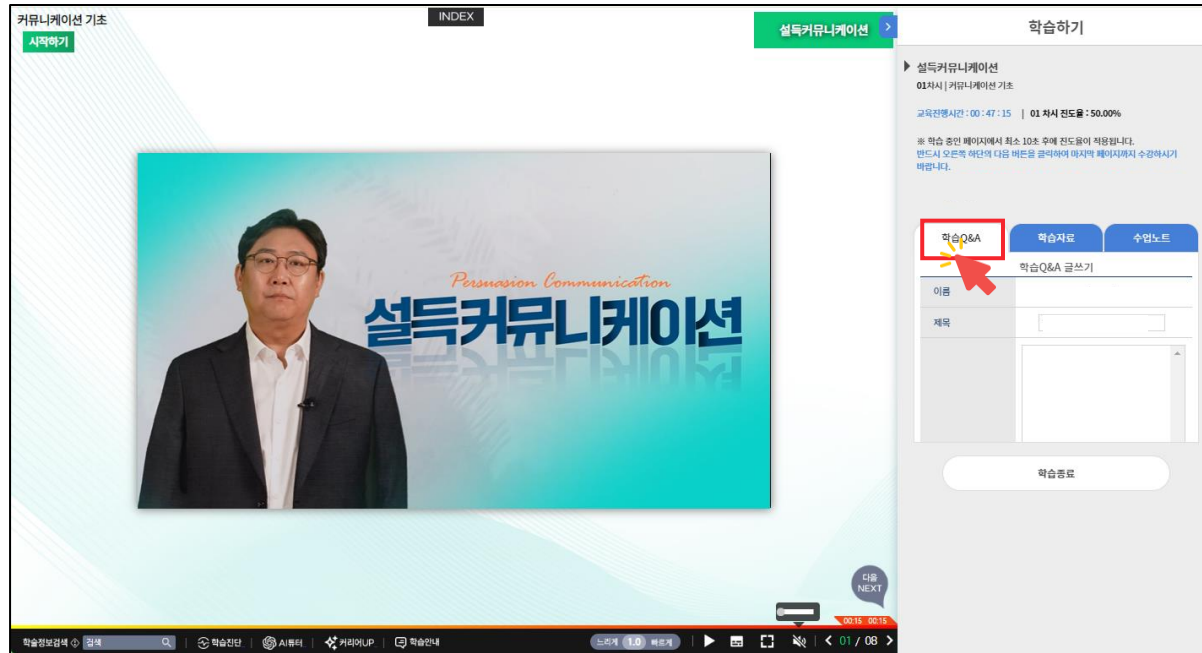 커뮤니케이션 기초
시작하기
INDEX
설득커뮤니케이션
Persuasion Communication
설득커뮤니케이션
다음
NEXT
00:15 00:15
학술정보검색 검색
학습진단
AI튜터
커리어UP
학습안내
느리게 1.0 빠르게
01 / 08
학습하기
설득커뮤니케이션
01차시 | 커뮤니케이션 기초
교육진행시간 : 00 : 47 : 15 | 01 차시 진도율 : 50.00%
※ 학습 중인 페이지에서 최소 10초 후에 진도율이 적용됩니다.
반드시 오른쪽 하단의 다음 버튼을 클릭하여 마지막 페이지까지 수강하시기
바랍니다.
학습Q&A
학습자료
수업노트
학습Q&A 글쓰기
이름
제목
학습종료